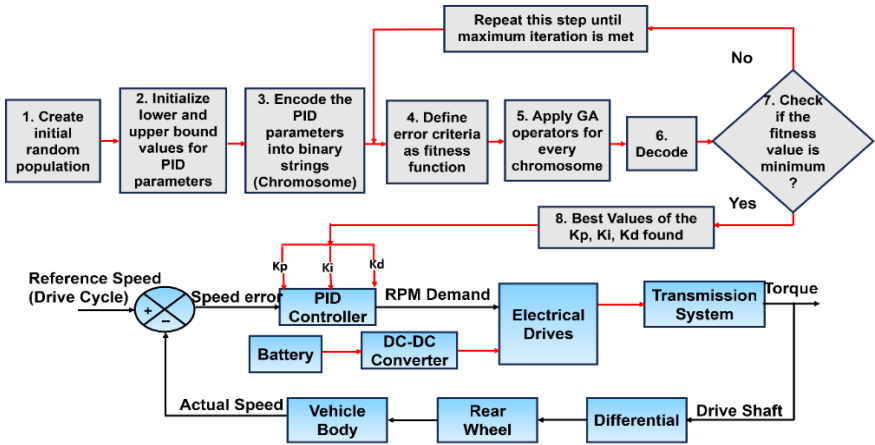 Repeat this step until
maximum iteration is met
No
1. Create
initial
random
population
2. Initialize
lower and
upper bound
values for
PID
parameters
3. Encode the
PID
parameters
into binary
strings
(Chromosome)
4. Define
error criteria
as fitness
function
5. Apply GA
operators for
every
chromosome
6.
Decode
7. Check
if the
fitness
value is
minimum
?
Yes
8. Best Values of the
Kp, Ki, Kd found
Kp
Ki
Kd
Reference Speed
(Drive Cycle)
+
−
Speed error
PID
Controller
RPM Demand
Electrical
Drives
Transmission
System
Torque
Battery
DC-DC
Converter
Actual Speed
Vehicle
Body
Rear
Wheel
Differential
Drive Shaft